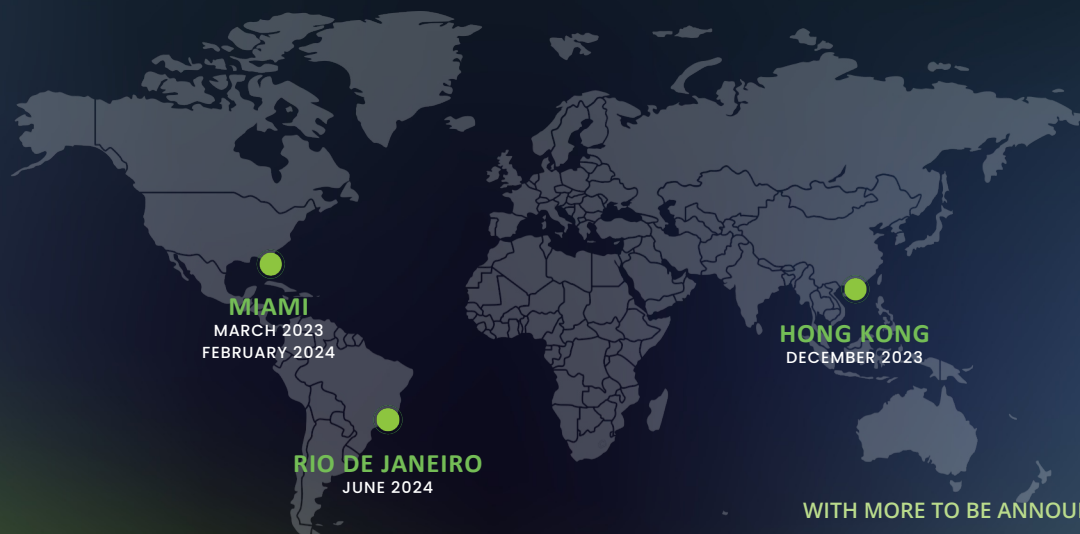 MIAMI
MARCH 2023
FEBRUARY 2024
HONG KONG
DECEMBER 2023
RIO DE JANEIRO
JUNE 2024
WITH MORE TO BE